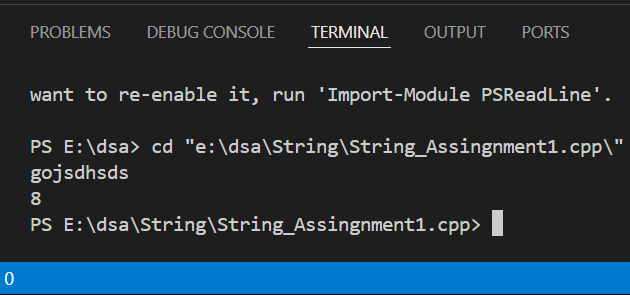 PROBLEMS DEBUG CONSOLE TERMINAL OUTPUT PORTS
want to re-enable it, run 'Import-Module PSReadLine'.
PS E:\dsa> cd "e:\dsa\String\String_Assingnment1.cpp\"
gojsdhsds
8
PS E:\dsa\String\String_Assingnment1.cpp>
0